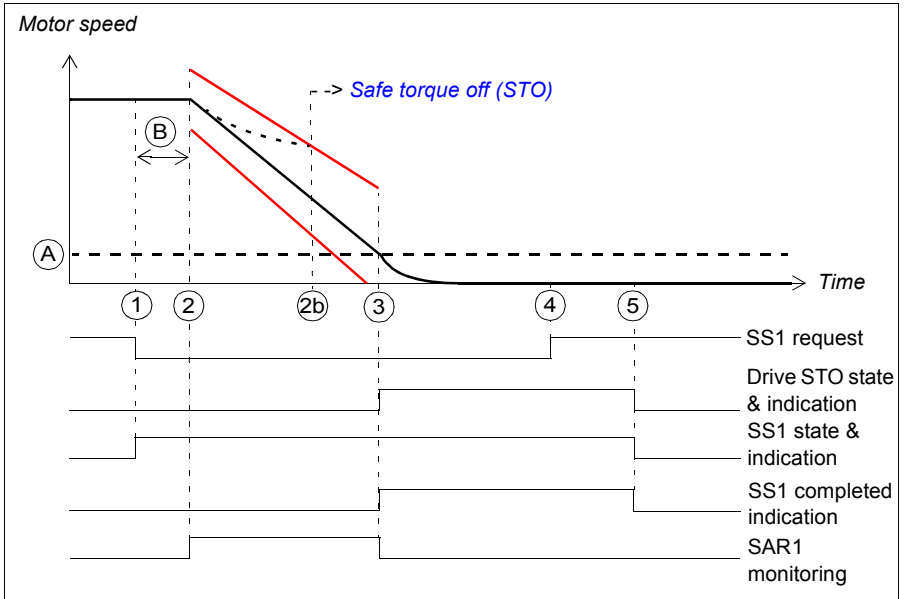 Motor speed
--> Safe torque off (STO)
B
A
Time
1 2 2b 3 4 5
SS1 request
Drive STO state
& indication
SS1 state &
indication
SS1 completed
indication
SAR1
monitoring